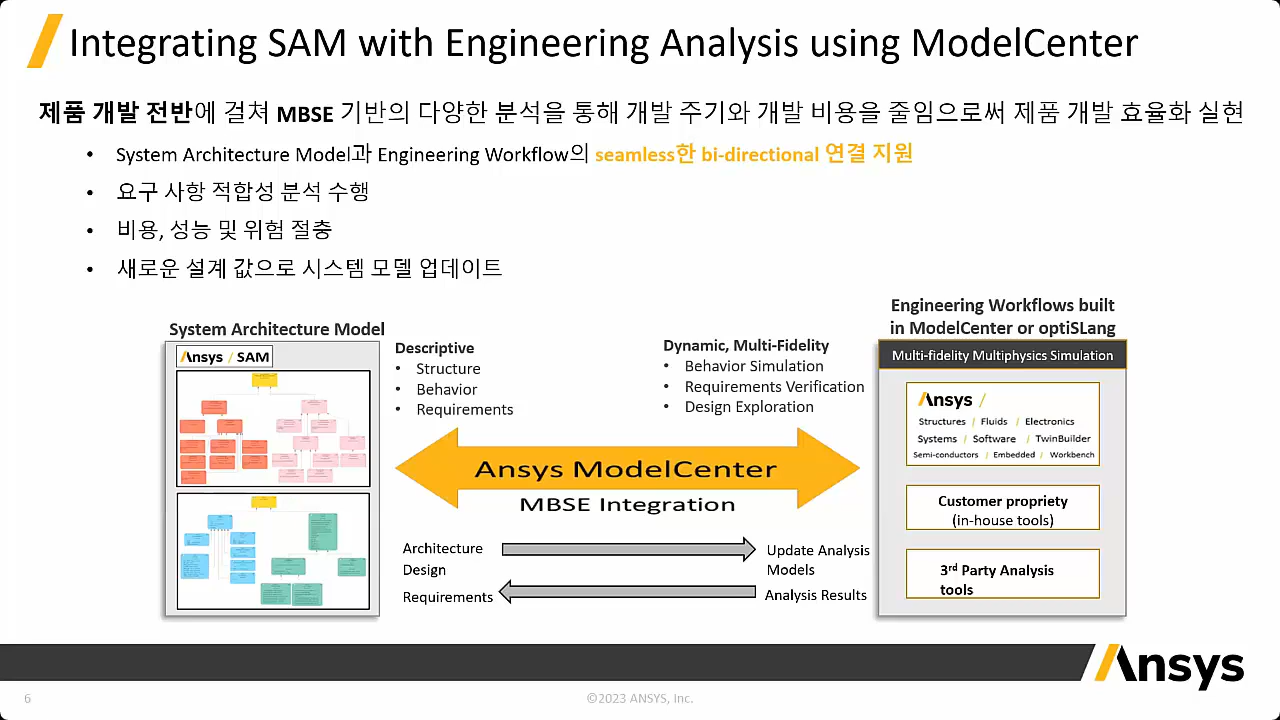 Integrating SAM with Engineering Analysis using ModelCenter
제품 개발 전반에 걸쳐 MBSE 기반의 다양한 분석을 통해 개발 주기와 개발 비용을 줄임으로써 제품 개발 효율화 실현
• System Architecture Model과 Engineering Workflow의 seamless한 bi-directional 연결 지원
• 요구 사항 적합성 분석 수행
• 비용, 성능 및 위험 절충
• 새로운 설계 값으로 시스템 모델 업데이트
System Architecture Model
Ansys / SAM
Descriptive
• Structure
• Behavior
• Requirements
Dynamic, Multi-Fidelity
• Behavior Simulation
• Requirements Verification
• Design Exploration
Ansys ModelCenter
MBSE Integration
Architecture
Design
Update Analysis
Models
Requirements
Analysis Results
Engineering Workflows built
in ModelCenter or optiSLang
Multi-fidelity Multiphysics Simulation
Ansys /
Structures / Fluids / Electronics
Systems / Software / TwinBuilder
Semi-conductors / Embedded / Workbench
Customer propriety
(in-house tools)
3rd Party Analysis
tools
Ansys
6
©2023 ANSYS, Inc.